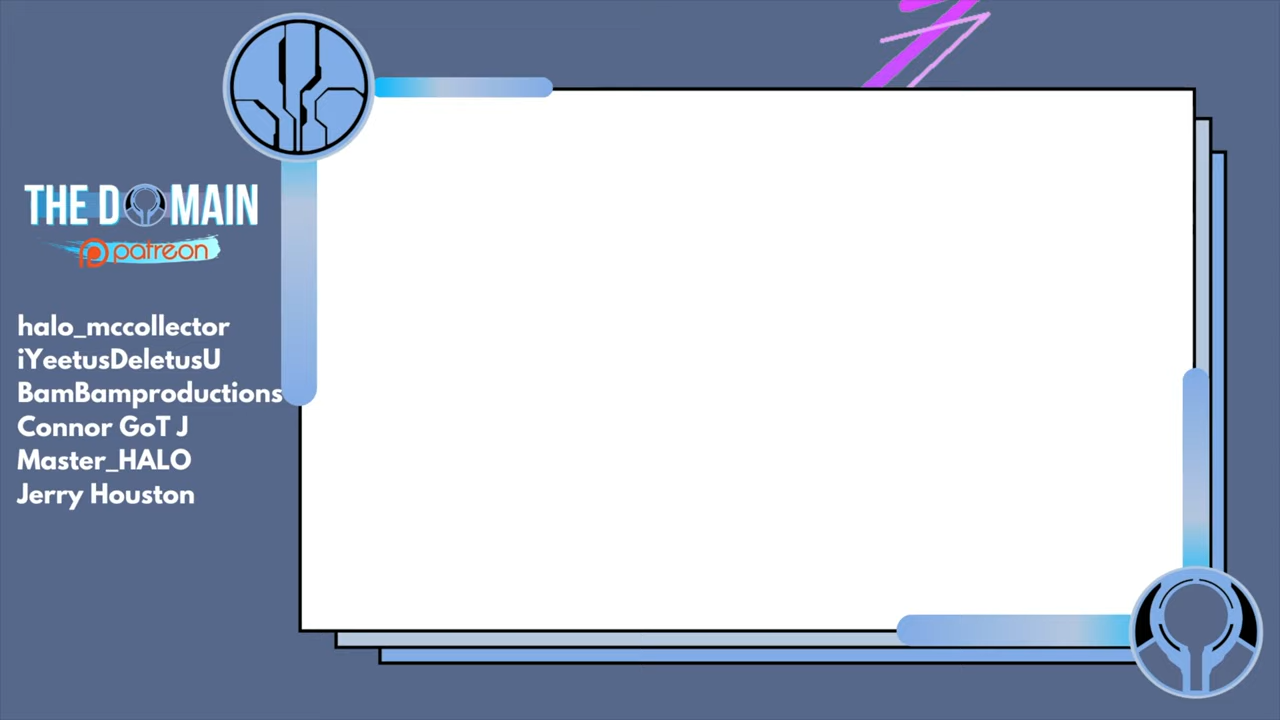 THE DOMAIN
patreon
halo_mccollector
iYeetusDeletusU
BamBamproductions
Connor GoT J
Master_HALO
Jerry Houston